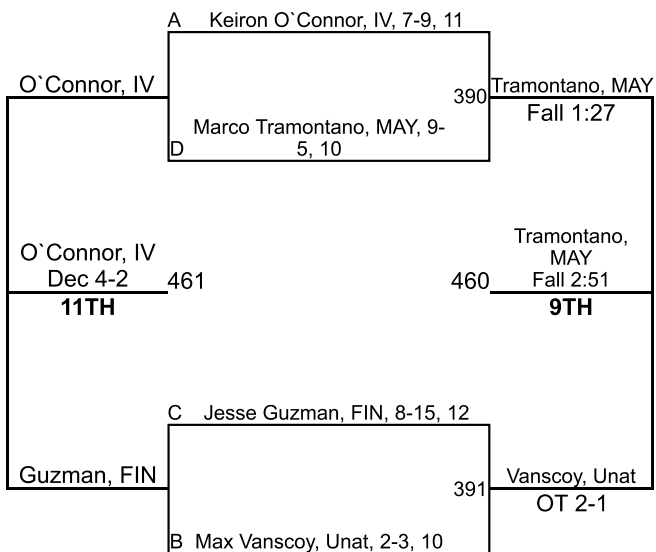 A Keiron O`Connor, IV, 7-9, 11
O`Connor, IV
390
Tramontano, MAY
Fall 1:27
Marco Tramontano, MAY, 9-
D 5, 10
O`Connor, IV
Dec 4-2
461
11TH
Tramontano,
MAY
460
Fall 2:51
9TH
C Jesse Guzman, FIN, 8-15, 12
Guzman, FIN
391
Vanscoy, Unat
OT 2-1
B Max Vanscoy, Unat, 2-3, 10